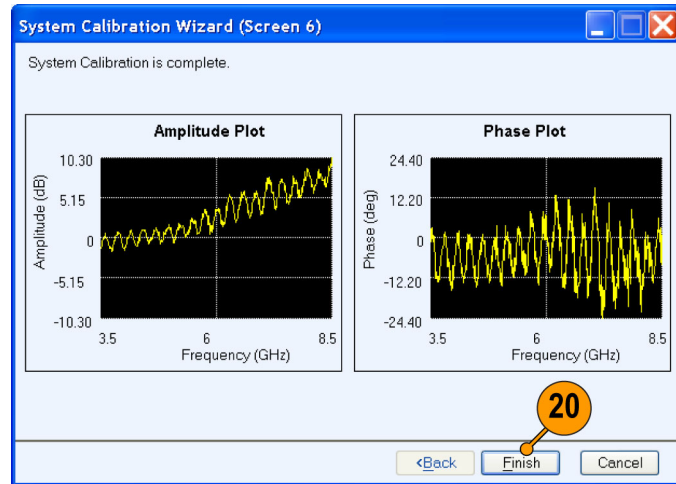 System Calibration Wizard (Screen 6)
System Calibration is complete.
Amplitude Plot
10.30
5.15
0
-5.15
-10.30
Amplitude (dB)
3.5 6 8.5
Frequency (GHz)
Phase Plot
24.40
12.20
0
-12.20
-24.40
Phase (deg)
3.5 6 8.5
Frequency (GHz)
20
<Back Finish Cancel